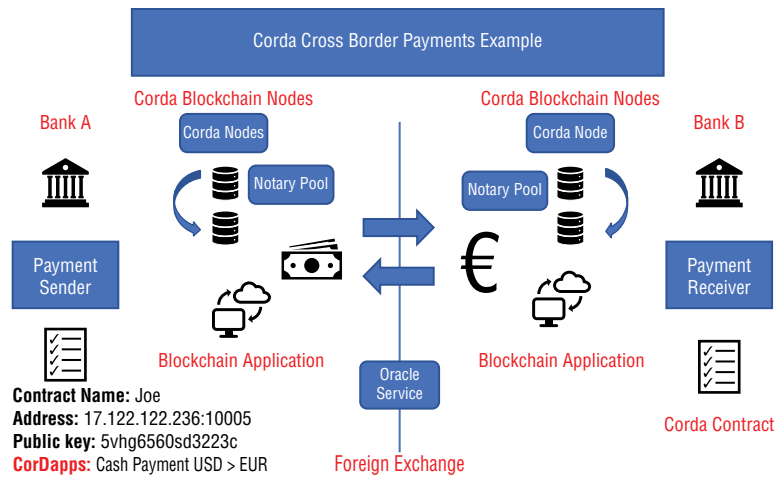 Corda Cross Border Payments Example
Corda Blockchain Nodes
Corda Blockchain Nodes
Bank A
Corda Nodes
Corda Node
Bank B
Notary Pool
Notary Pool
Payment
Sender
€
Payment
Receiver
Blockchain Application
Blockchain Application
Oracle
Service
Contract Name: Joe
Address: 17.122.122.236:10005
Corda Contract
Public key: 5vhg6560sd3223c
CorDapps: Cash Payment USD > EUR
Foreign Exchange